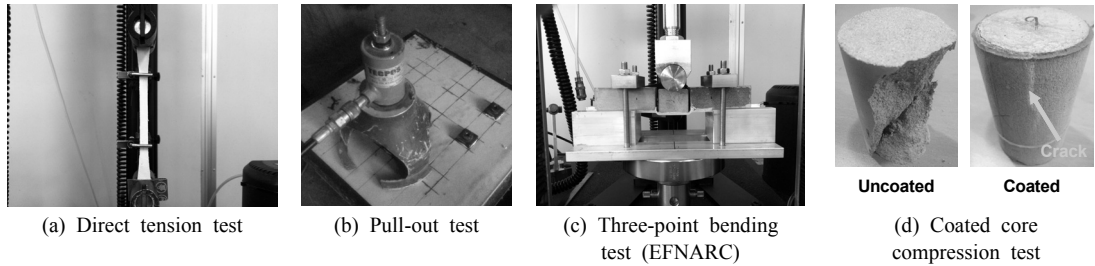 Crack
Uncoated
Coated
(a) Direct tension test
(b) Pull-out test
(c) Three-point bending
test (EFNARC)
(d) Coated core
compression test